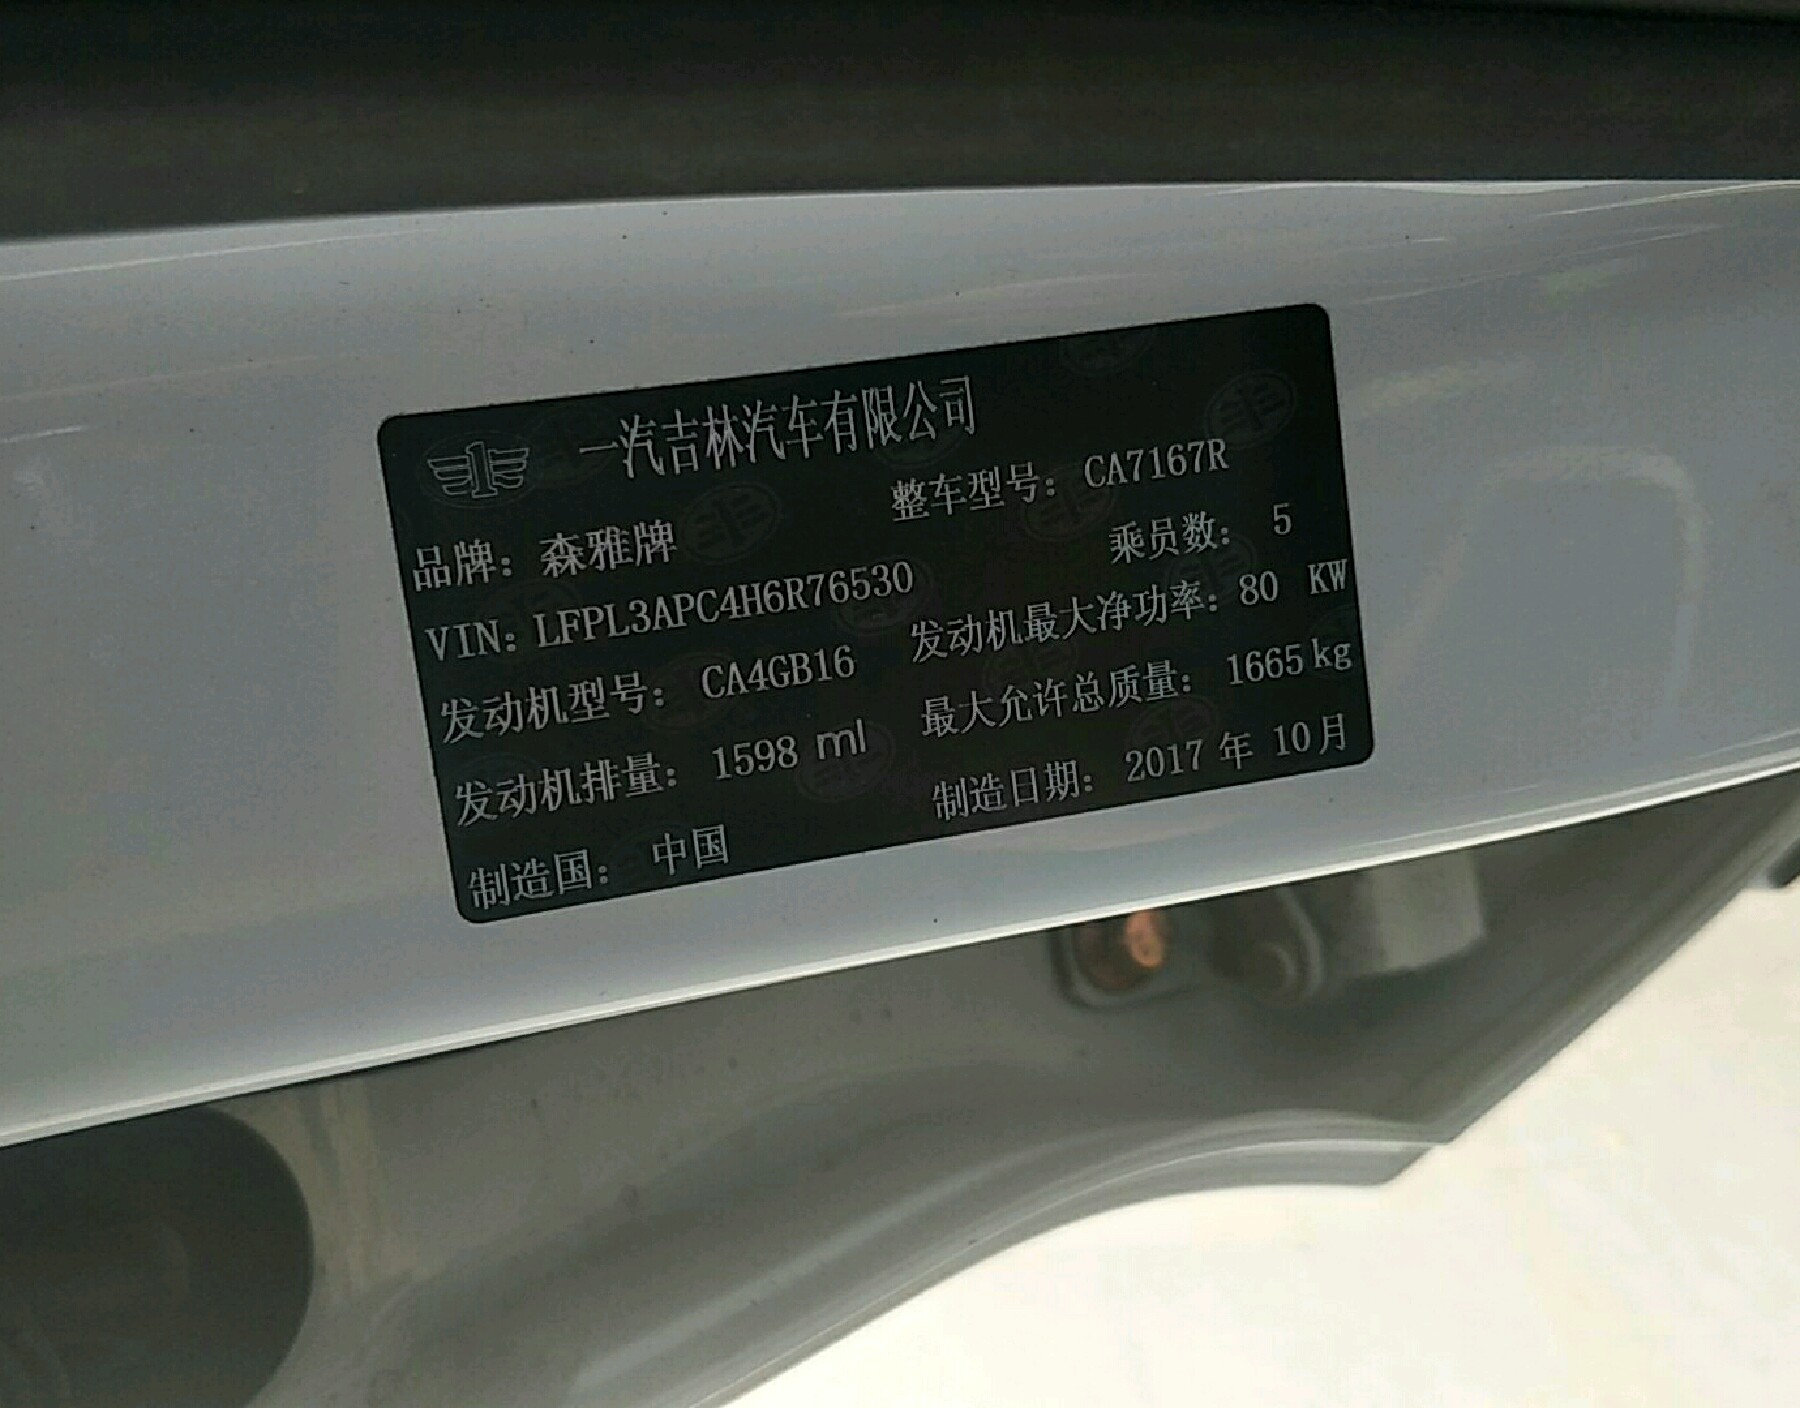 一汽吉林汽车有限公司
品牌：森雅牌 整车型号：CA7167R
VIN：LFPL3APC4H6R76530 乘员数：5
发动机型号：CA4GB16 发动机最大净功率：80 KW
发动机排量：1598 ml 最大允许总质量：1665 kg
制造国：中国 制造日期：2017 年 10月